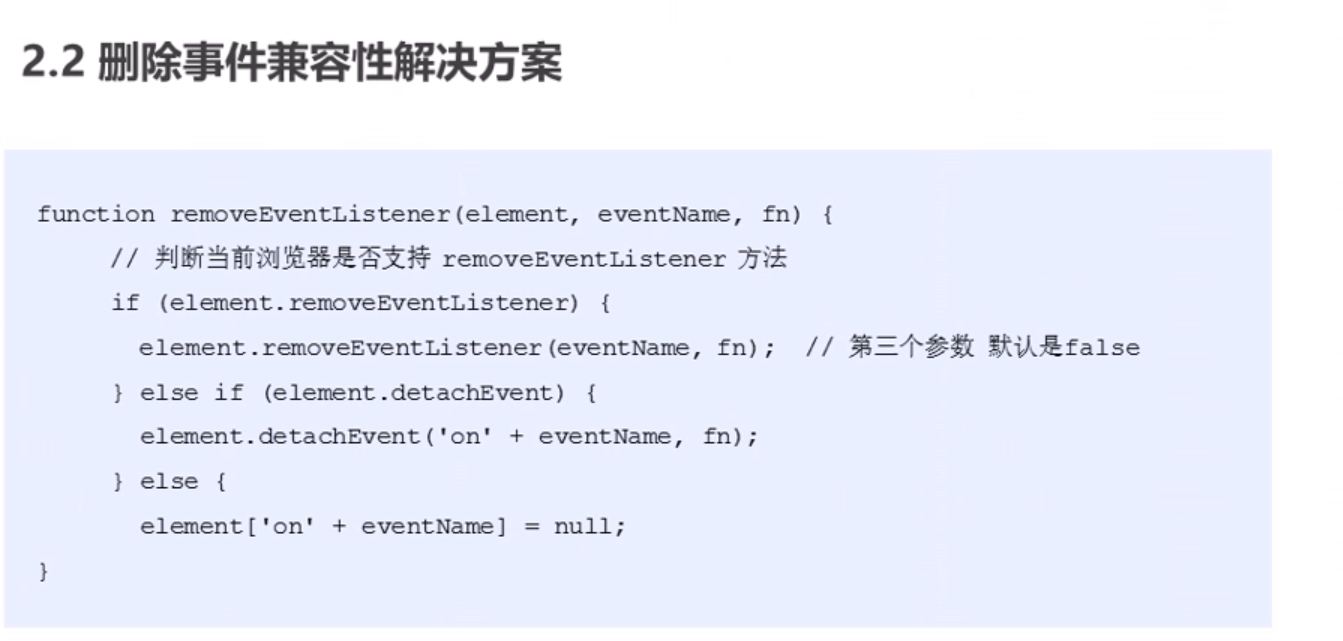 2.2 删除事件兼容性解决方案
function removeEventListener(element, eventName, fn) {
// 判断当前浏览器是否支持 removeEventListener 方法
if (element.removeEventListener) {
element.removeEventListener(eventName, fn); // 第三个参数 默认是false
} else if (element.detachEvent) {
element.detachEvent('on' + eventName, fn);
} else {
element['on' + eventName] = null;
}